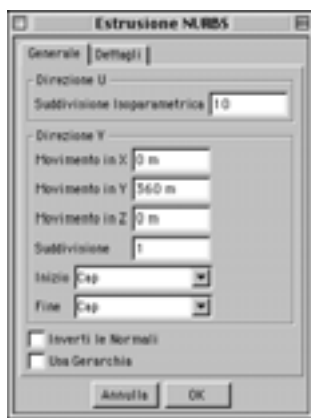 Estrusione NURBS
Generale Dettagli
Direzione U
Suddivisione Isoparametrica 10
Direzione V
Movimento in X 0 m
Movimento in Y 360 m
Movimento in Z 0 m
Suddivisione 1
Inizio Cap
Fine Cap
Inverti le Normali
Usa Gerarchia
Annulla OK